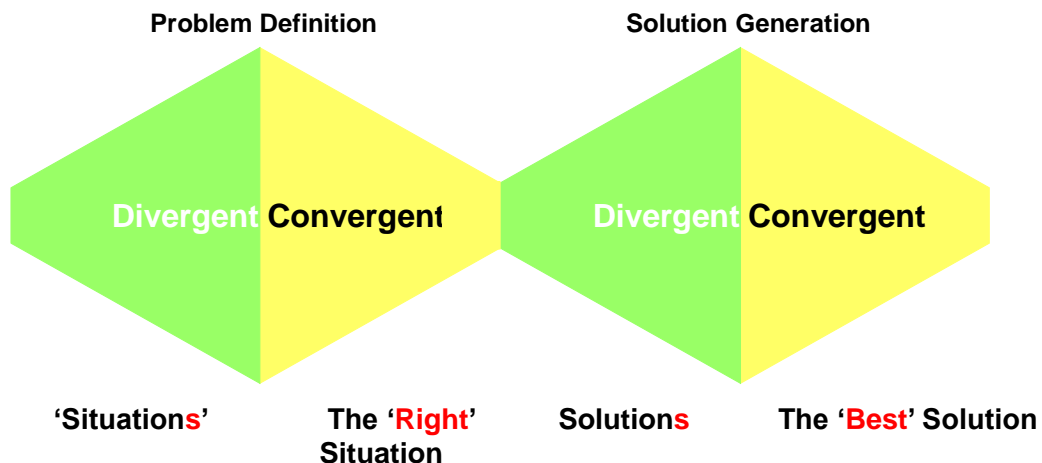 Problem Definition
Solution Generation
Divergent Convergent
Divergent Convergent
‘Situations’
The ‘Right’
Situation
Solutions
The ‘Best’ Solution